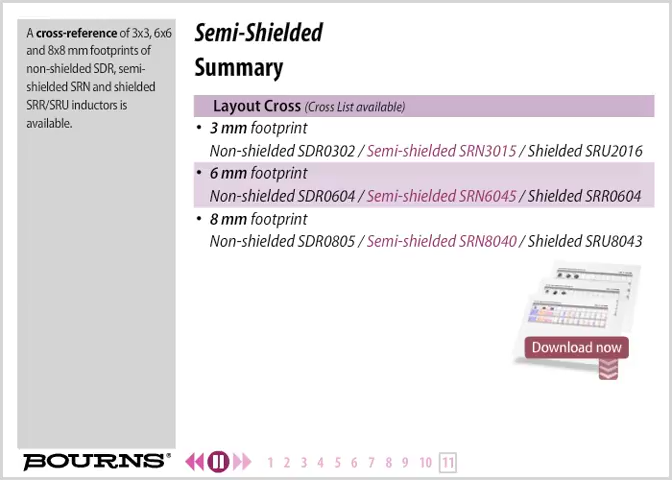 A cross-reference of 3x3, 6x6
and 8x8 mm footprints of
non-shielded SDR, semi-
shielded SRN and shielded
SRR/SRU inductors is
available.
Semi-Shielded
Summary
Layout Cross (Cross List available)
• 3 mm footprint
Non-shielded SDR0302 / Semi-shielded SRN3015 / Shielded SRU2016
• 6 mm footprint
Non-shielded SDR0604 / Semi-shielded SRN6045 / Shielded SRR0604
• 8 mm footprint
Non-shielded SDR0805 / Semi-shielded SRN8040 / Shielded SRU8043
Download now
BOURNS®
1 2 3 4 5 6 7 8 9 10 11